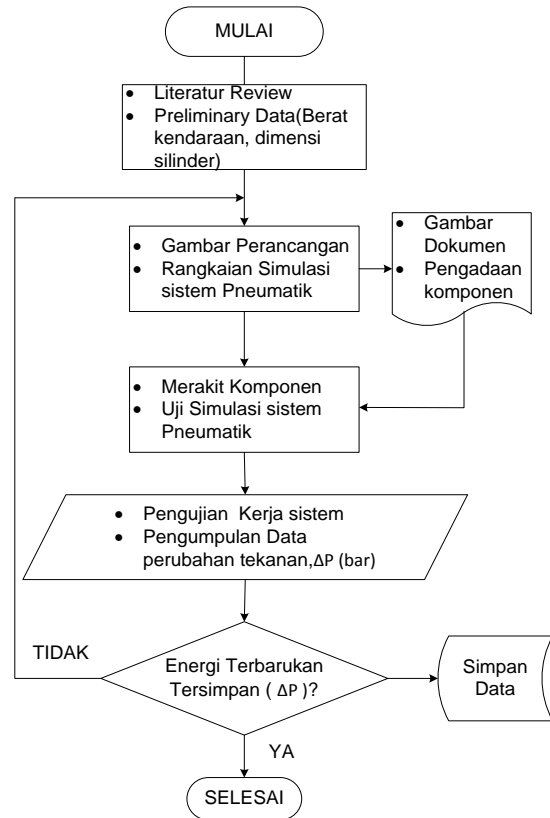 MULAI
• Literatur Review
• Preliminary Data(Berat
kendaraan, dimensi
silinder)
• Gambar Perancangan
• Rangkaian Simulasi
sistem Pneumatik
• Gambar
Dokumen
• Pengadaan
komponen
• Merakit Komponen
• Uji Simulasi sistem
Pneumatik
• Pengujian Kerja sistem
• Pengumpulan Data
perubahan tekanan,ΔP (bar)
TIDAK
Energi Terbarukan
Tersimpan ( ΔP )?
Simpan
Data
YA
SELESAI